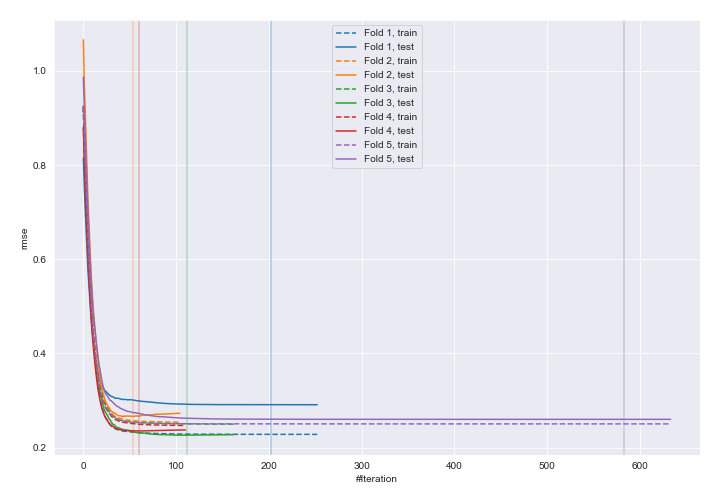 Fold 1, train
Fold 1, test
Fold 2, train
Fold 2, test
Fold 3, train
Fold 3, test
Fold 4, train
Fold 4, test
Fold 5, train
Fold 5, test
1.0
0.8
0.6
0.4
0.2
rmse
0 100 200 300 400 500 600
#Iteration